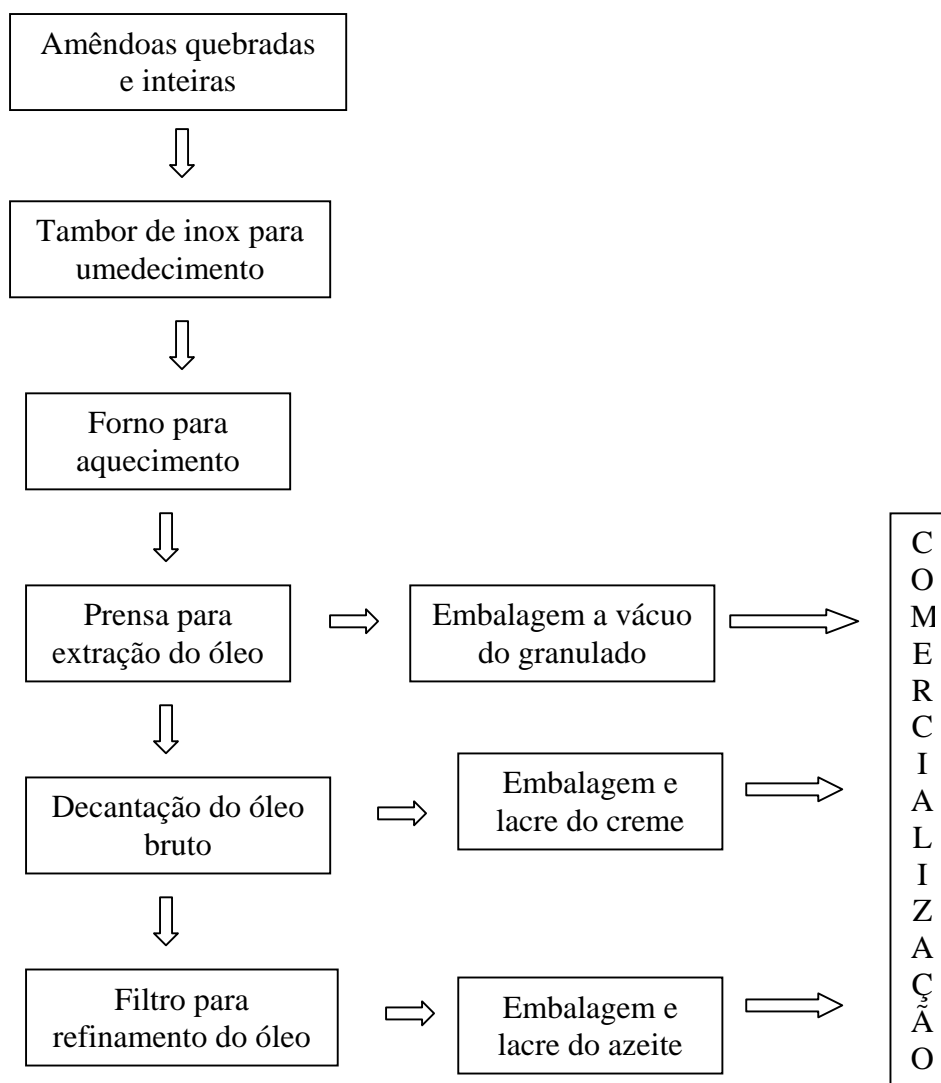 Amêndoas quebradas
e inteiras
Tambor de inox para
umedecimento
Forno para
aquecimento
Prensa para
extração do óleo
Embalagem a vácuo
do granulado
Decantação do óleo
bruto
Embalagem e
lacre do creme
Filtro para
refinamento do óleo
Embalagem e
lacre do azeite
C
O
M
E
R
C
I
A
L
I
Z
A
Ç
Ã
O